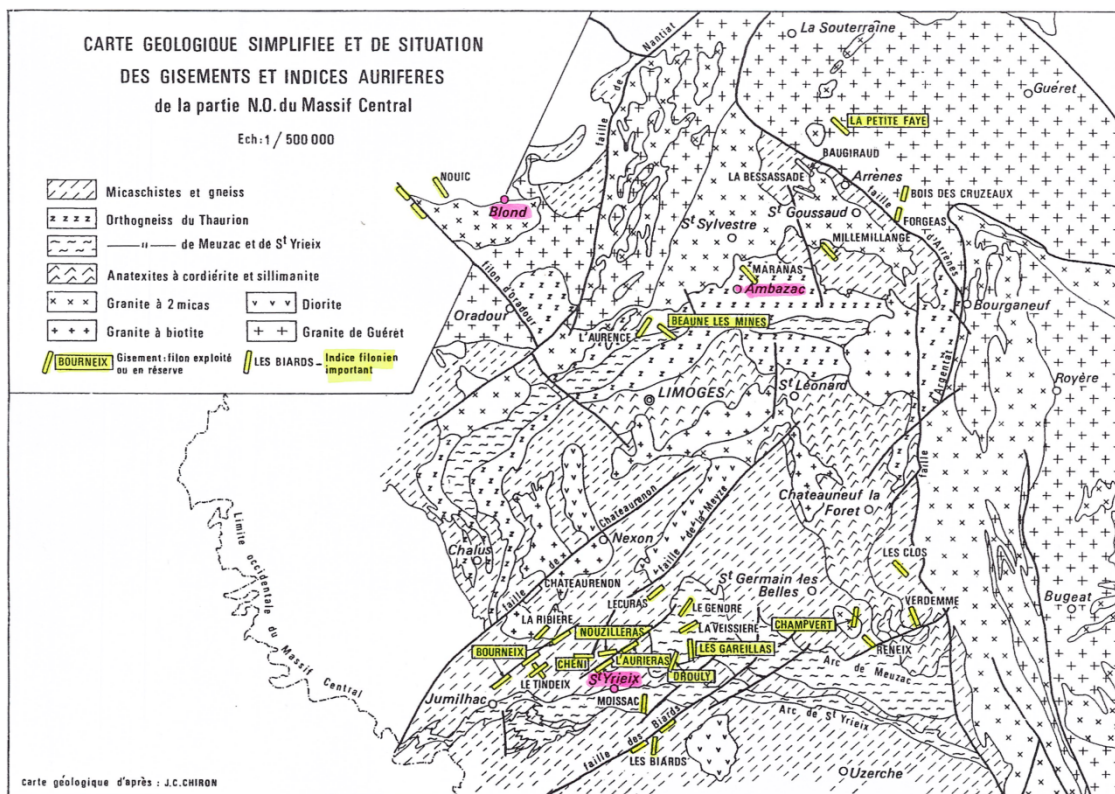 CARTE GEOLOGIQUE SIMPLIFIEE ET DE SITUATION
DES GISEMENTS ET INDICES AURIFERES
de la partie N.O. du Massif Central
Ech: 1 / 500 000
Micaschistes et gneiss
Orthogneiss du Thaurion
——"—— de Meuzac et de St Yrieix
Anatexites à cordiérite et sillimanite
Granite à 2 micas
Diorite
Granite à biotite
Granite de Guérêt
BOURNEIX
Gisement: filon exploité
ou en réserve
LES BIARDS – Indice filonien
important
faille de Nantiat
La Souterraine
Guéret
LA PETITE FAYE
BAUGIRAUD
LA BESSASSADE
Arrènes
NOUIC
Blond
BOIS DES CRUZEAUX
FORGEAS
St Goussaud
faille d'Arrènes
St Sylvestre
MILLEMILLANGE
MARANAS
Ambazac
filon d'oradour
Oradour
Bourganeuf
BEAUNE LES MINES
L'AURENCE
faille d'Argentat
Royère
LIMOGES
St Léonard
Chateauneuf la
Foret
Limite occidentale du Massif Central
Chalus
faille de Chateaurenon
Nexon
faille de la Meyze
CHATEAURENON
LES CLOS
Bugeat
LECURAS
LE GENDRE
St Germain les
Belles
VERDEMME
LA RIBIERE
NOUZILLERAS
LA VEISSIERE
CHAMPVERT
BOURNEIX
CHÉNI
L'AURIERAS
LES GAREILLAS
RENEIX
LE TINDEIX
St Yrieix
DROULY
Arc de Meuzac
Jumilhac
MOISSAC
Arc de St Yrieix
faille des Biards
LES BIARDS
Uzerche
Carte géologique d'après : J.C.CHIRON